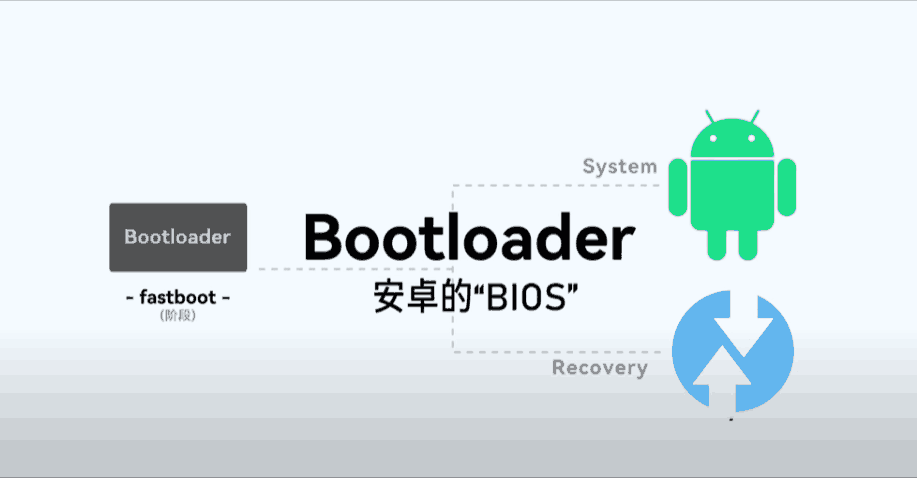 System
Bootloader
- fastboot -
(阶段)
Bootloader
安卓的“BIOS”
Recovery